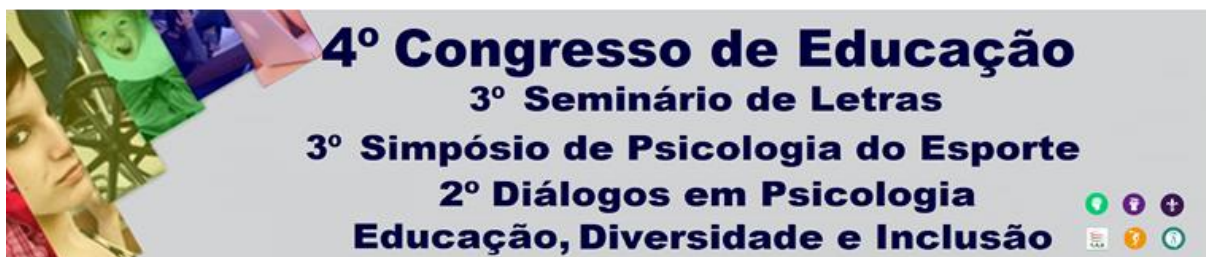 4º Congresso de Educação
3º Seminário de Letras
3º Simpósio de Psicologia do Esporte
2º Diálogos em Psicologia
Educação, Diversidade e Inclusão